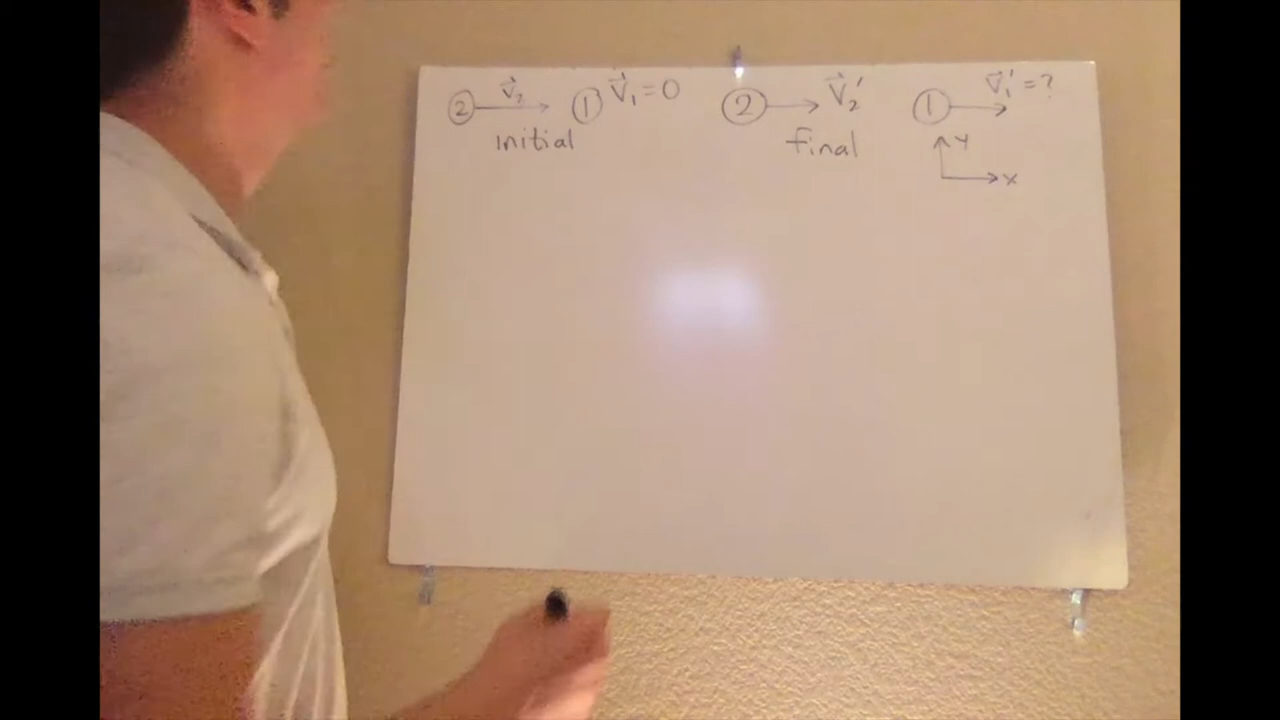 ② V⃗₂ ① V⃗₁ = 0 ② V⃗₂′ ① V⃗₁′ = ?
initial final
Y
X